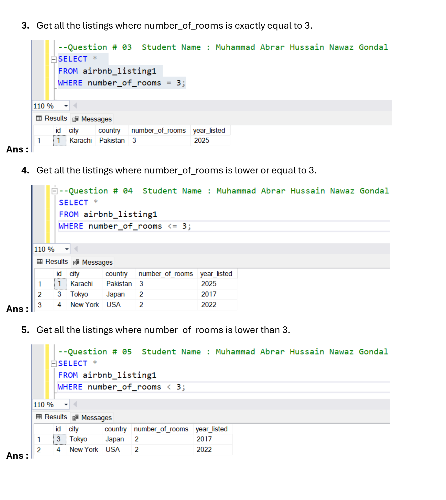 3. Get all the listings where number_of_rooms is exactly equal to 3.
--Question # 03 Student Name : Muhammad Abrar Hussain Nawaz Gondal
SELECT *
FROM airbnb_listing1
WHERE number_of_rooms = 3;
110 %
Results Messages
id city country number_of_rooms year_listed
1 1 Karachi Pakistan 3 2025
Ans :
4. Get all the listings where number_of_rooms is lower or equal to 3.
--Question # 04 Student Name : Muhammad Abrar Hussain Nawaz Gondal
SELECT *
FROM airbnb_listing1
WHERE number_of_rooms <= 3;
110 %
Results Messages
id city country number_of_rooms year_listed
1 1 Karachi Pakistan 3 2025
2 3 Tokyo Japan 2 2017
3 4 New York USA 2 2022
Ans :
5. Get all the listings where number_of_rooms is lower than 3.
--Question # 05 Student Name : Muhammad Abrar Hussain Nawaz Gondal
SELECT *
FROM airbnb_listing1
WHERE number_of_rooms < 3;
110 %
Results Messages
id city country number_of_rooms year_listed
1 3 Tokyo Japan 2 2017
2 4 New York USA 2 2022
Ans :